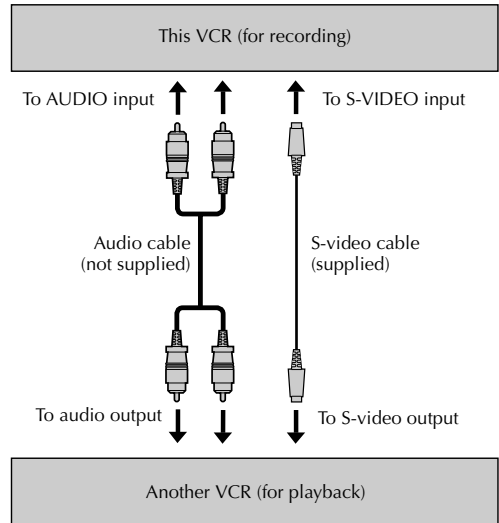 This VCR (for recording)
To AUDIO input
To S-VIDEO input
Audio cable
(not supplied)
S-video cable
(supplied)
To audio output
To S-video output
Another VCR (for playback)